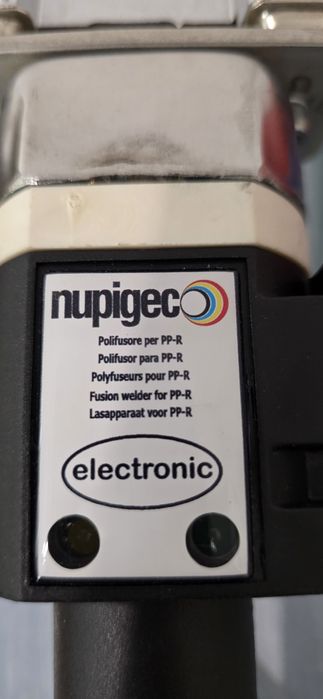 nupigeco
Polifusore per PP-R
Polifusor para PP-R
Polyfuseurs pour PP-R
Fusion welder for PP-R
Lasapparaat voor PP-R
electronic